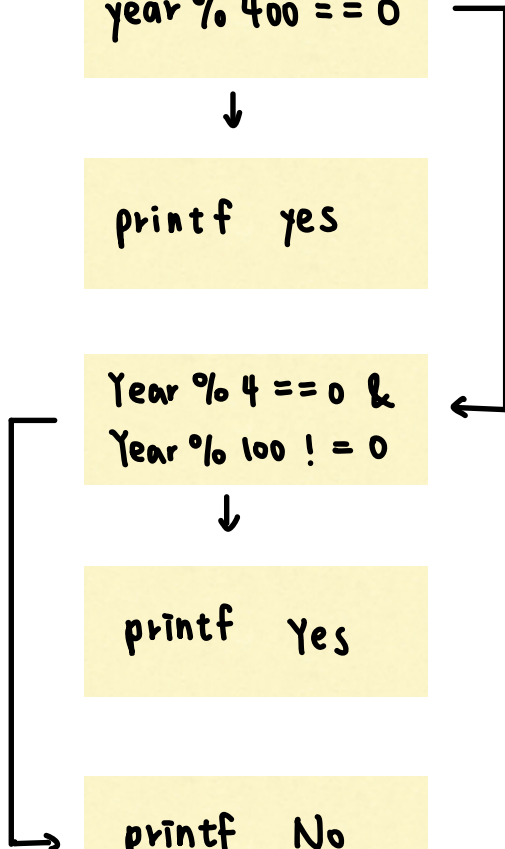 year % 400 == 0
printf yes
Year % 4 == 0 &
Year % 100 != 0
printf Yes
printf No